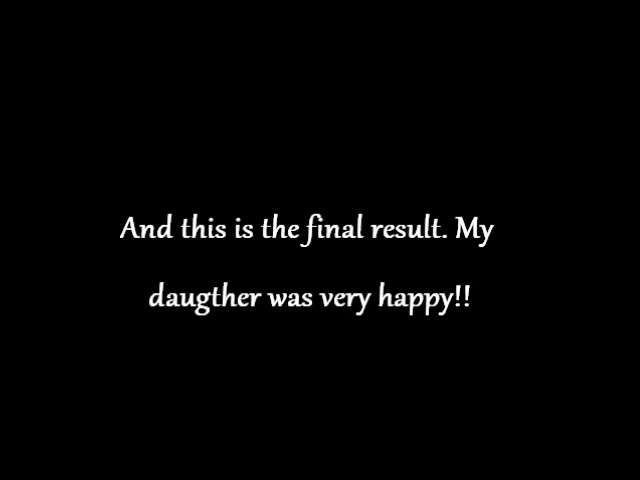 And this is the final result. My
daugther was very happy!!